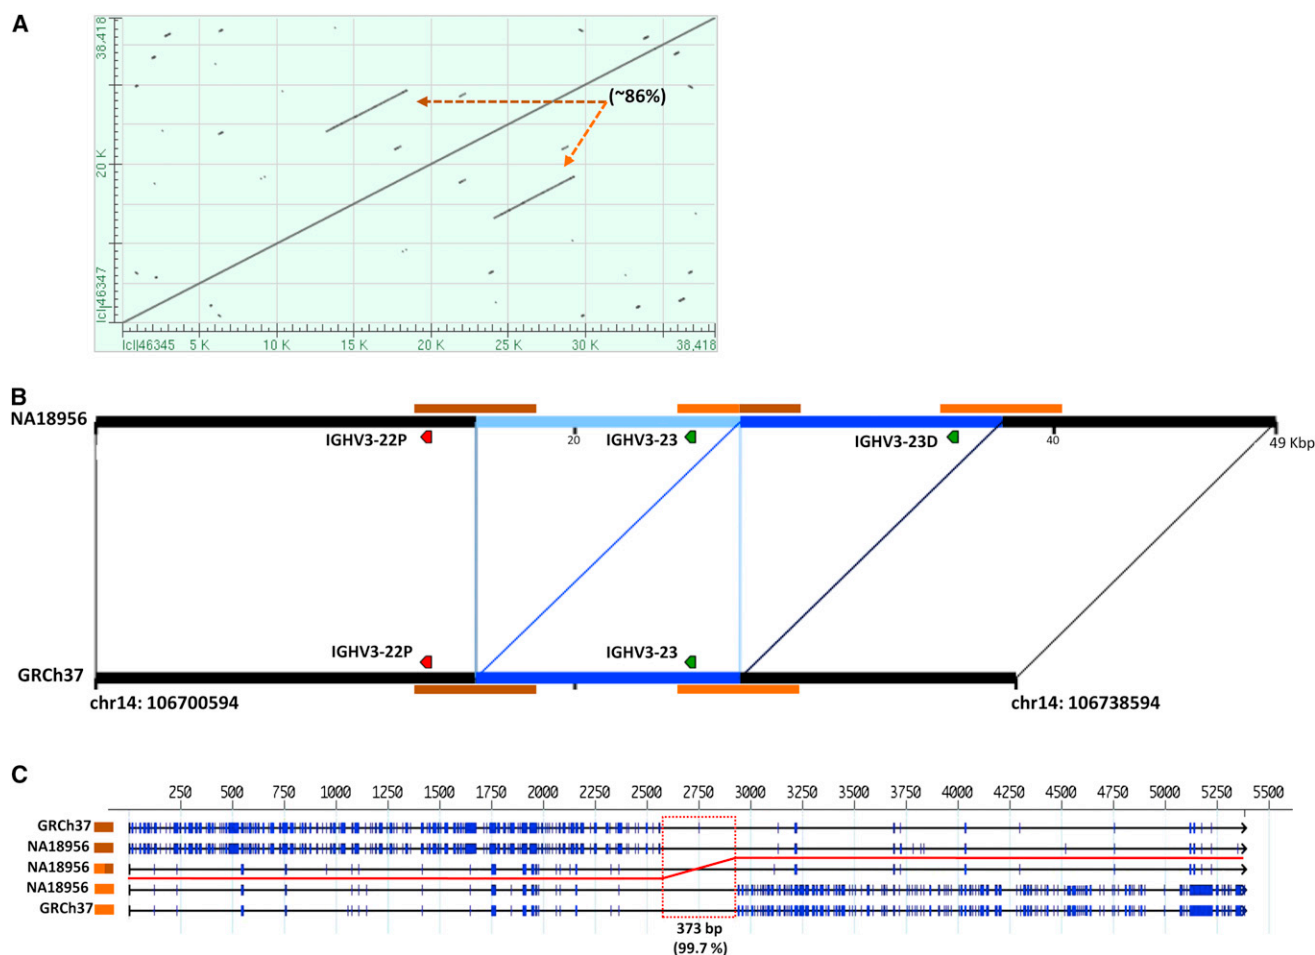 A
38,418
20 K
lcl|46347
(~86%)
lcl|46345 5 K 10 K 15 K 20 K 25 K 30 K 38,418
B
NA18956
IGHV3-22P
20
IGHV3-23
IGHV3-23D
40
49 Kbp
IGHV3-22P
IGHV3-23
GRCh37
chr14: 106700594
chr14: 106738594
C
250 500 750 1000 1250 1500 1750 2000 2250 2500 2750 3000 3250 3500 3750 4000 4250 4500 4750 5000 5250 5500
GRCh37
NA18956
NA18956
NA18956
GRCh37
373 bp
(99.7 %)